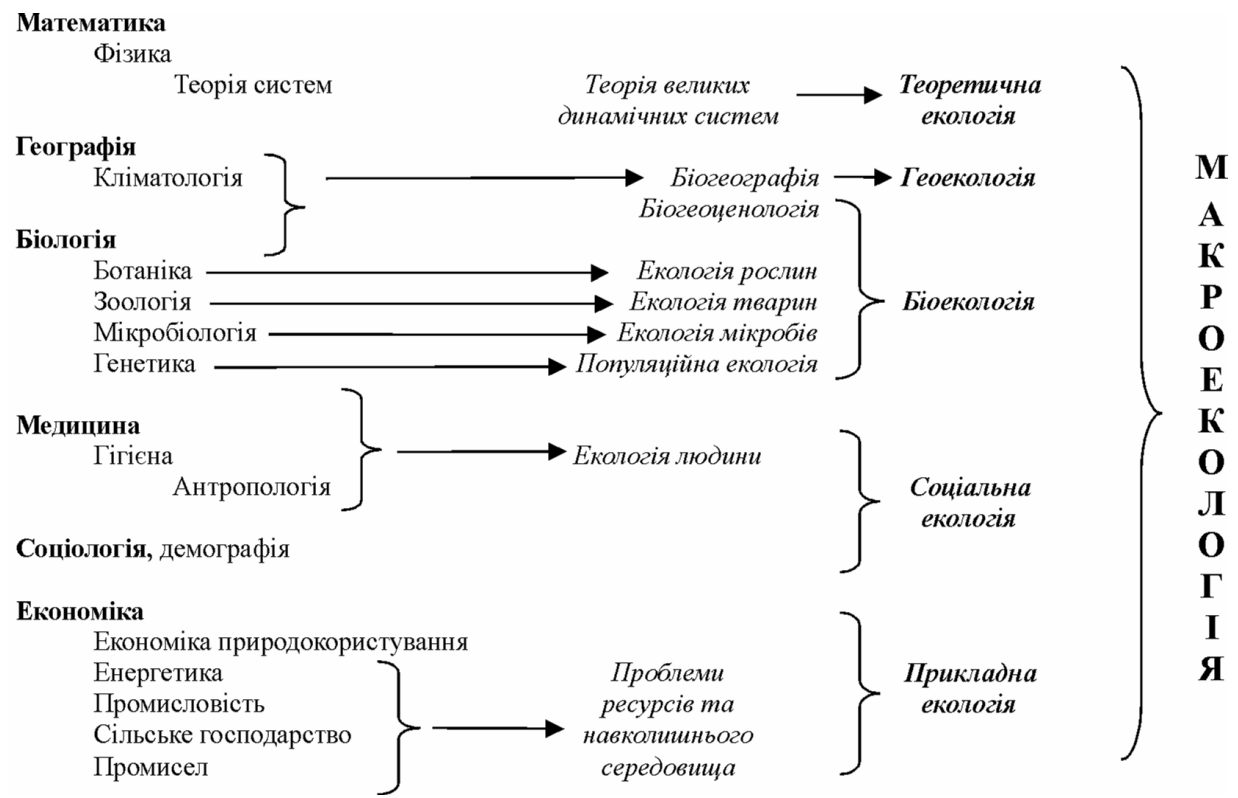 Математика
Фізика
Теорія систем Теорія великих Теоретична
динамічних систем екологія
Географія
Кліматологія Біогеографія Геоекологія
Біогеоценологія
Біологія
Ботаніка Екологія рослин
Зоологія Екологія тварин Біоекологія
Мікробіологія Екологія мікробів
Генетика Популяційна екологія
Медицина
Гігієна Екологія людини
Антропологія Соціальна
екологія
Соціологія, демографія
Економіка
Економіка природокористування
Енергетика Проблеми Прикладна
Промисловість ресурсів та екологія
Сільське господарство навколишнього
Промисел середовища
МАКРОЕКОЛОГІЯ